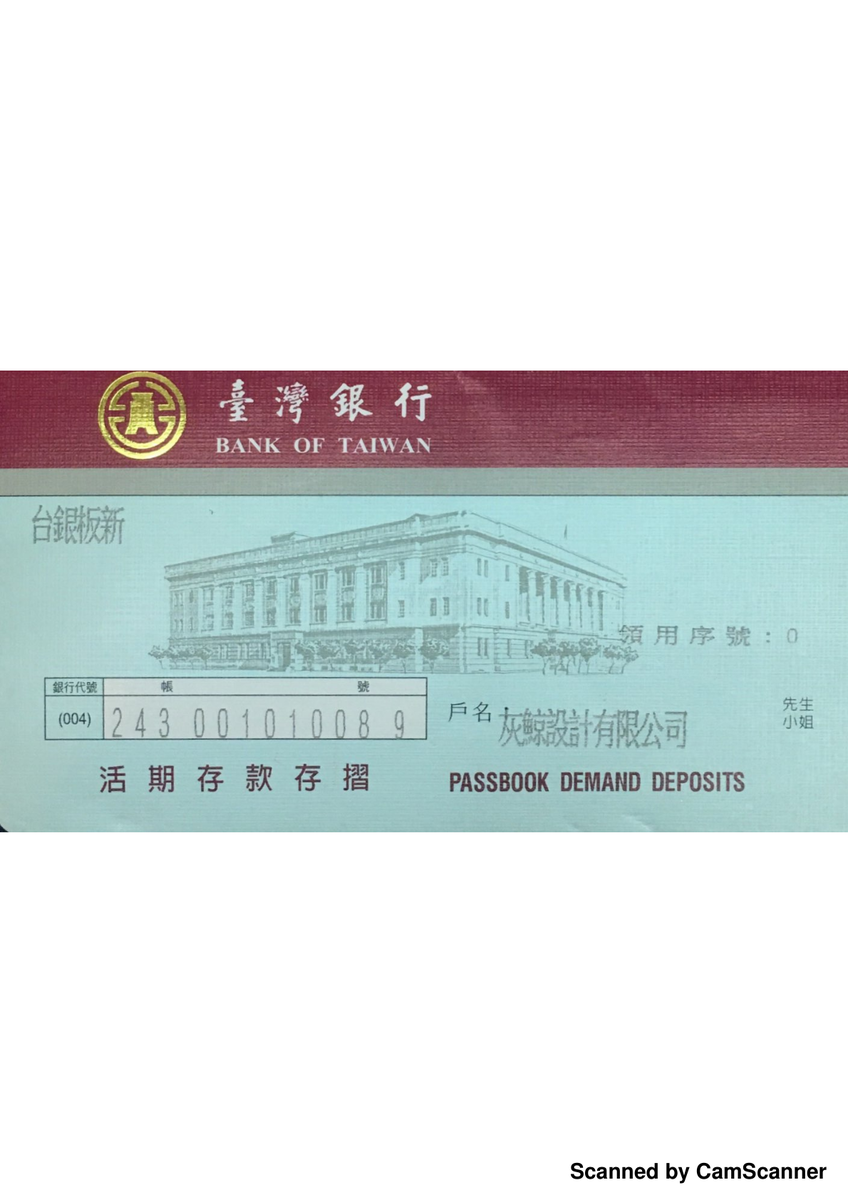 臺灣銀行
BANK OF TAIWAN
台銀板新
領用序號：0
銀行代號 帳 號
(004) 243 001010089
戶名： 灰鯨設計有限公司 先生
小姐
活期存款存摺 PASSBOOK DEMAND DEPOSITS
Scanned by CamScanner